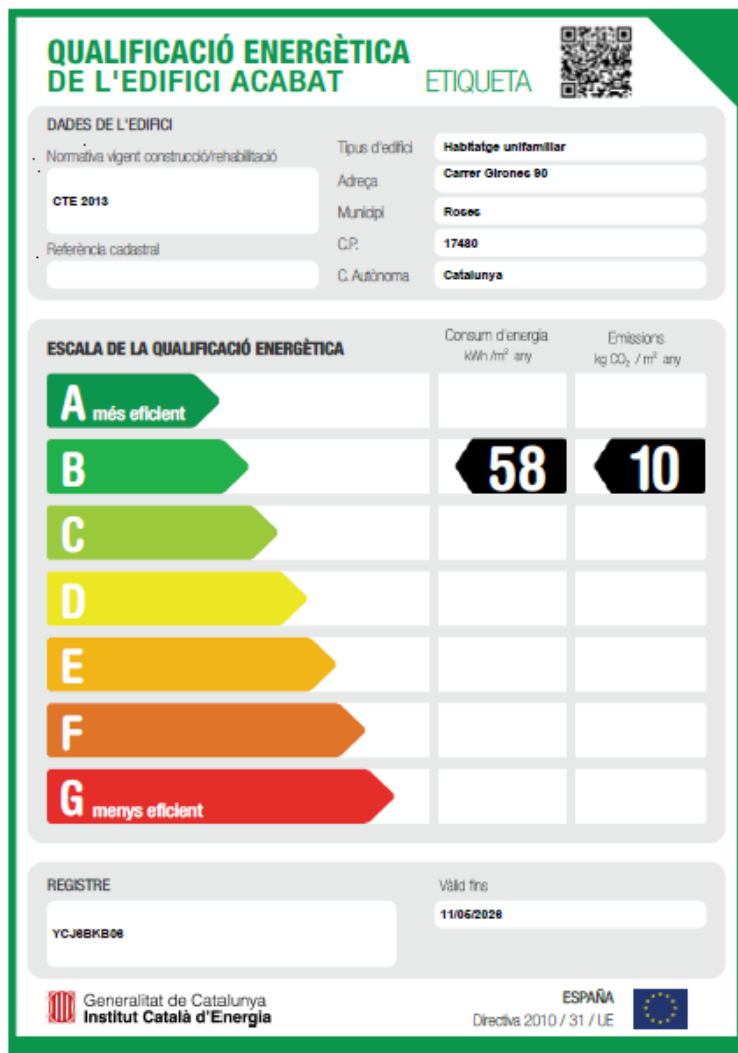 QUALIFICACIÓ ENERGÈTICA
DE L'EDIFICI ACABAT ETIQUETA
DADES DE L'EDIFICI
Normativa vigent construcció/rehabilitació
CTE 2013
Referència cadastral
Tipus d'edifici Habitatge unifamiliar
Adreça Carrer Girones 90
Municipi Roses
C.P. 17480
C. Autònoma Catalunya
ESCALA DE LA QUALIFICACIÓ ENERGÈTICA
Consum d'energia
kWh /m² any
Emissions
kg CO₂ / m² any
A més eficient
B 58 10
C
D
E
F
G menys eficient
REGISTRE
YCJ6BKB06
Vàlid fins
11/05/2026
Generalitat de Catalunya
Institut Català d'Energia
ESPAÑA
Directiva 2010 / 31 / UE